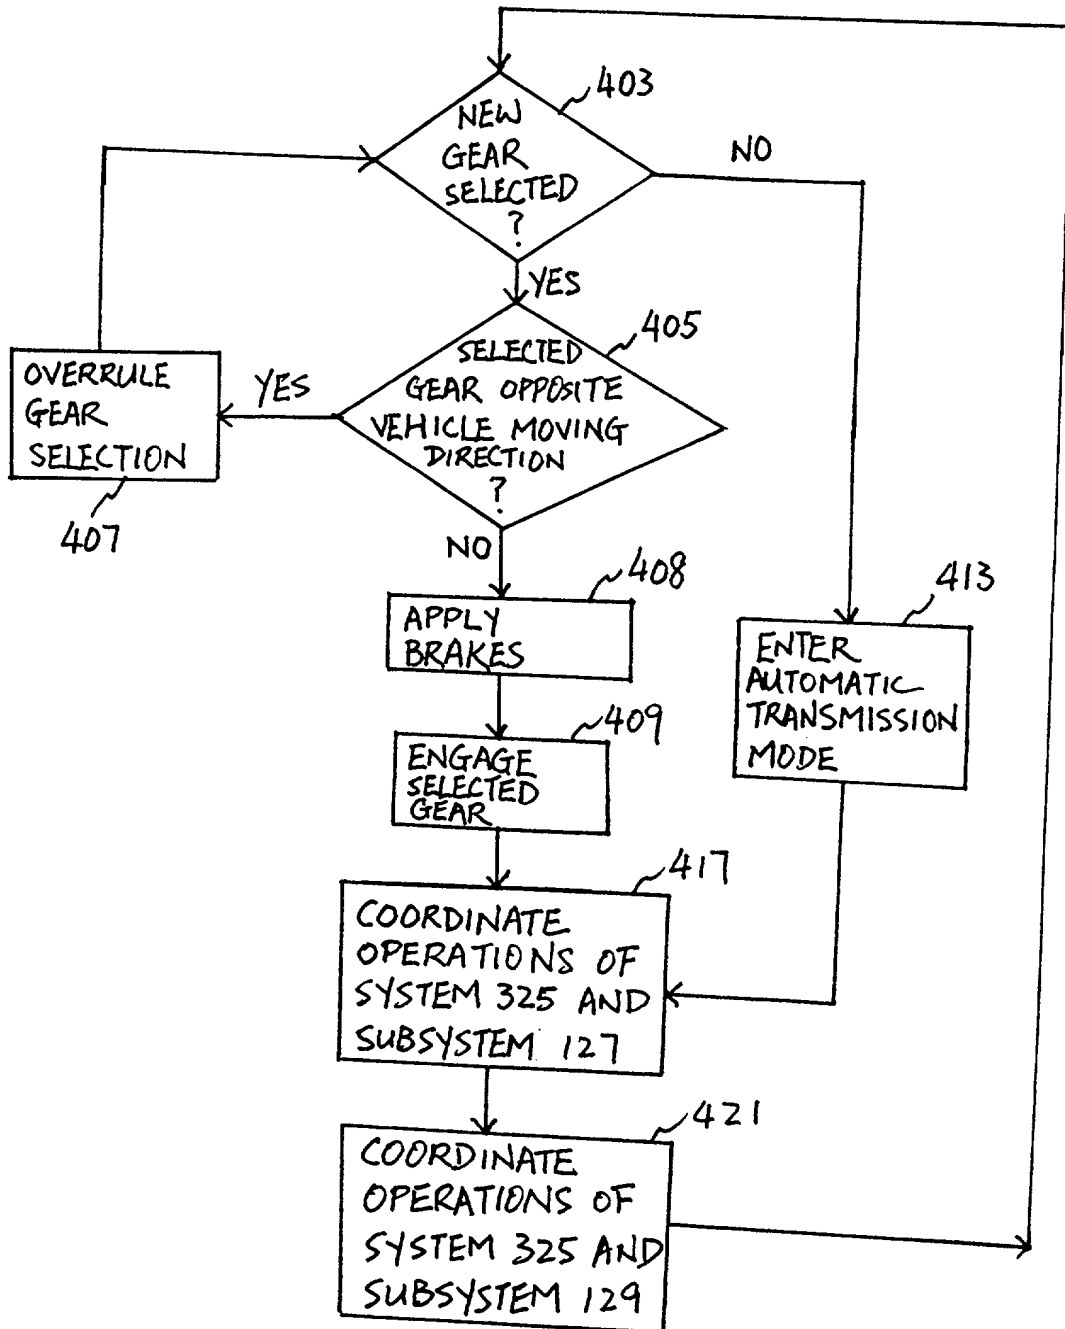 403
NEW
GEAR
SELECTED
?
NO
YES
405
SELECTED
GEAR OPPOSITE
VEHICLE MOVING
DIRECTION
?
YES
OVERRULE
GEAR
SELECTION
407
NO
408
APPLY
BRAKES
413
ENTER
AUTOMATIC
TRANSMISSION
MODE
409
ENGAGE
SELECTED
GEAR
417
COORDINATE
OPERATIONS OF
SYSTEM 325 AND
SUBSYSTEM 127
421
COORDINATE
OPERATIONS OF
SYSTEM 325 AND
SUBSYSTEM 129